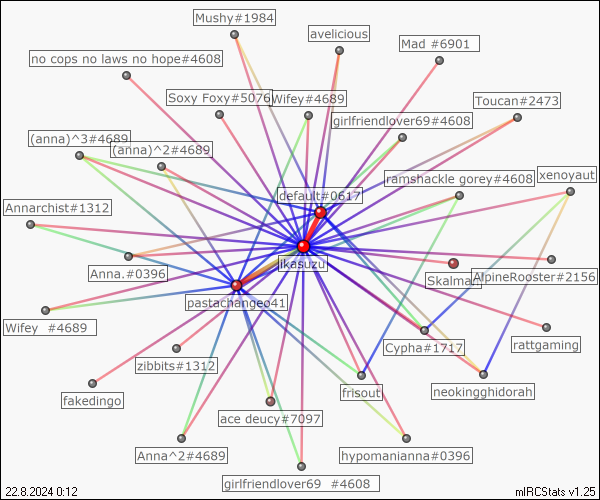 Mushy#1984
avelicious
Mad #6901
no cops no laws no hope#4608
Soxy Foxy#5076
Wifey#4689
Toucan#2473
girlfriendlover69#4608
(anna)^3#4689
(anna)^2#4689
ramshackle gorey#4608
xenoyaut
default#0617
Annarchist#1312
likasuzu
Anna.#0396
Skalma
AlpineRooster#2156
pastachangeo41
Wifey #4689
Cypha#1717
rattgaming
zibbits#1312
fakedingo
frisout
neokingghidorah
ace deucy#7097
Anna^2#4689
hypomanianna#0396
girlfriendlover69 #4608
22.8.2024 0:12
mIRCStats v1.25